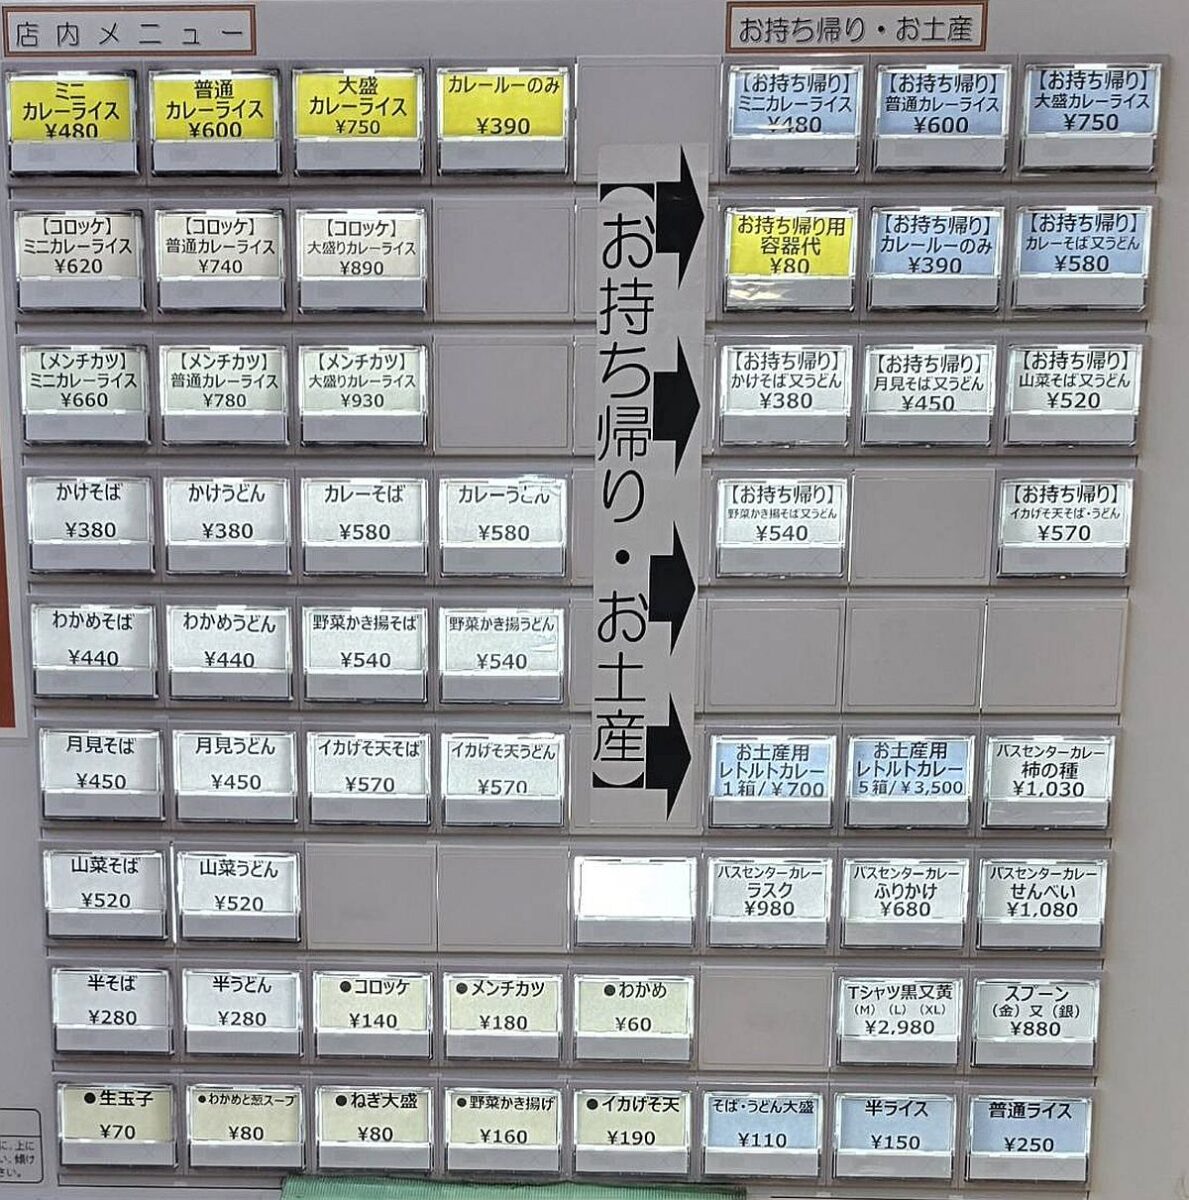 店内メニュー
お持ち帰り・お土産
ミニ
カレーライス
¥480
普通
カレーライス
¥600
大盛
カレーライス
¥750
カレールーのみ
¥390
【お持ち帰り】
ミニカレーライス
¥480
【お持ち帰り】
普通カレーライス
¥600
【お持ち帰り】
大盛カレーライス
¥750
【お持ち帰り・お土産】
【コロッケ】
ミニカレーライス
¥620
【コロッケ】
普通カレーライス
¥740
【コロッケ】
大盛りカレーライス
¥890
お持ち帰り用
容器代
¥80
【お持ち帰り】
カレールーのみ
¥390
【お持ち帰り】
カレーそば又うどん
¥580
【メンチカツ】
ミニカレーライス
¥660
【メンチカツ】
普通カレーライス
¥780
【メンチカツ】
大盛りカレーライス
¥930
【お持ち帰り】
かけそば又うどん
¥380
【お持ち帰り】
月見そば又うどん
¥450
【お持ち帰り】
山菜そば又うどん
¥520
かけそば
¥380
かけうどん
¥380
カレーそば
¥580
カレーうどん
¥580
【お持ち帰り】
野菜かき揚そば又うどん
¥540
【お持ち帰り】
イカげそ天そば・うどん
¥570
わかめそば
¥440
わかめうどん
¥440
野菜かき揚そば
¥540
野菜かき揚うどん
¥540
月見そば
¥450
月見うどん
¥450
イカげそ天そば
¥570
イカげそ天うどん
¥570
お土産用
レトルトカレー
1箱/¥700
お土産用
レトルトカレー
5箱/¥3,500
バスセンターカレー
柿の種
¥1,030
山菜そば
¥520
山菜うどん
¥520
バスセンターカレー
ラスク
¥980
バスセンターカレー
ふりかけ
¥680
バスセンターカレー
せんべい
¥1,080
半そば
¥280
半うどん
¥280
●コロッケ
¥140
●メンチカツ
¥180
●わかめ
¥60
Tシャツ黒又黄
(M) (L) (XL)
¥2,980
スプーン
(金)又(銀)
¥880
●生玉子
¥70
●わかめと葱スープ
¥80
●ねぎ大盛
¥80
●野菜かき揚げ
¥160
●イカげそ天
¥190
そば・うどん大盛
¥110
半ライス
¥150
普通ライス
¥250